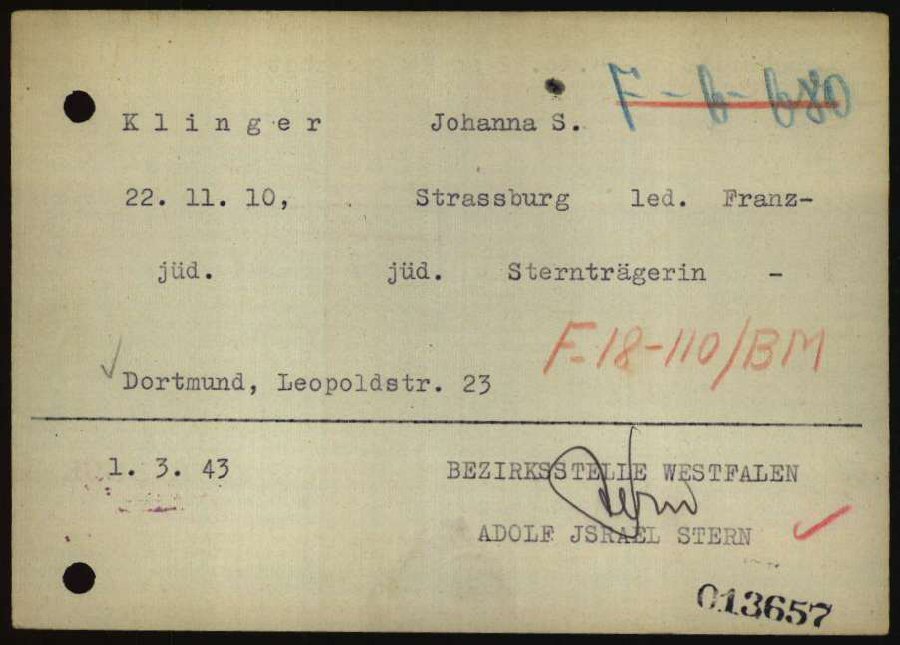 F-6-680
K l i n g e r Johanna S.
22. 11. 10, Strassburg led. Franz-
jüd. jüd. Sternträgerin -
F-18-110/BM
Dortmund, Leopoldstr. 23
1. 3. 43 BEZIRKSSTELLE WESTFALEN
Stern
ADOLF JSRAEL STERN
013657